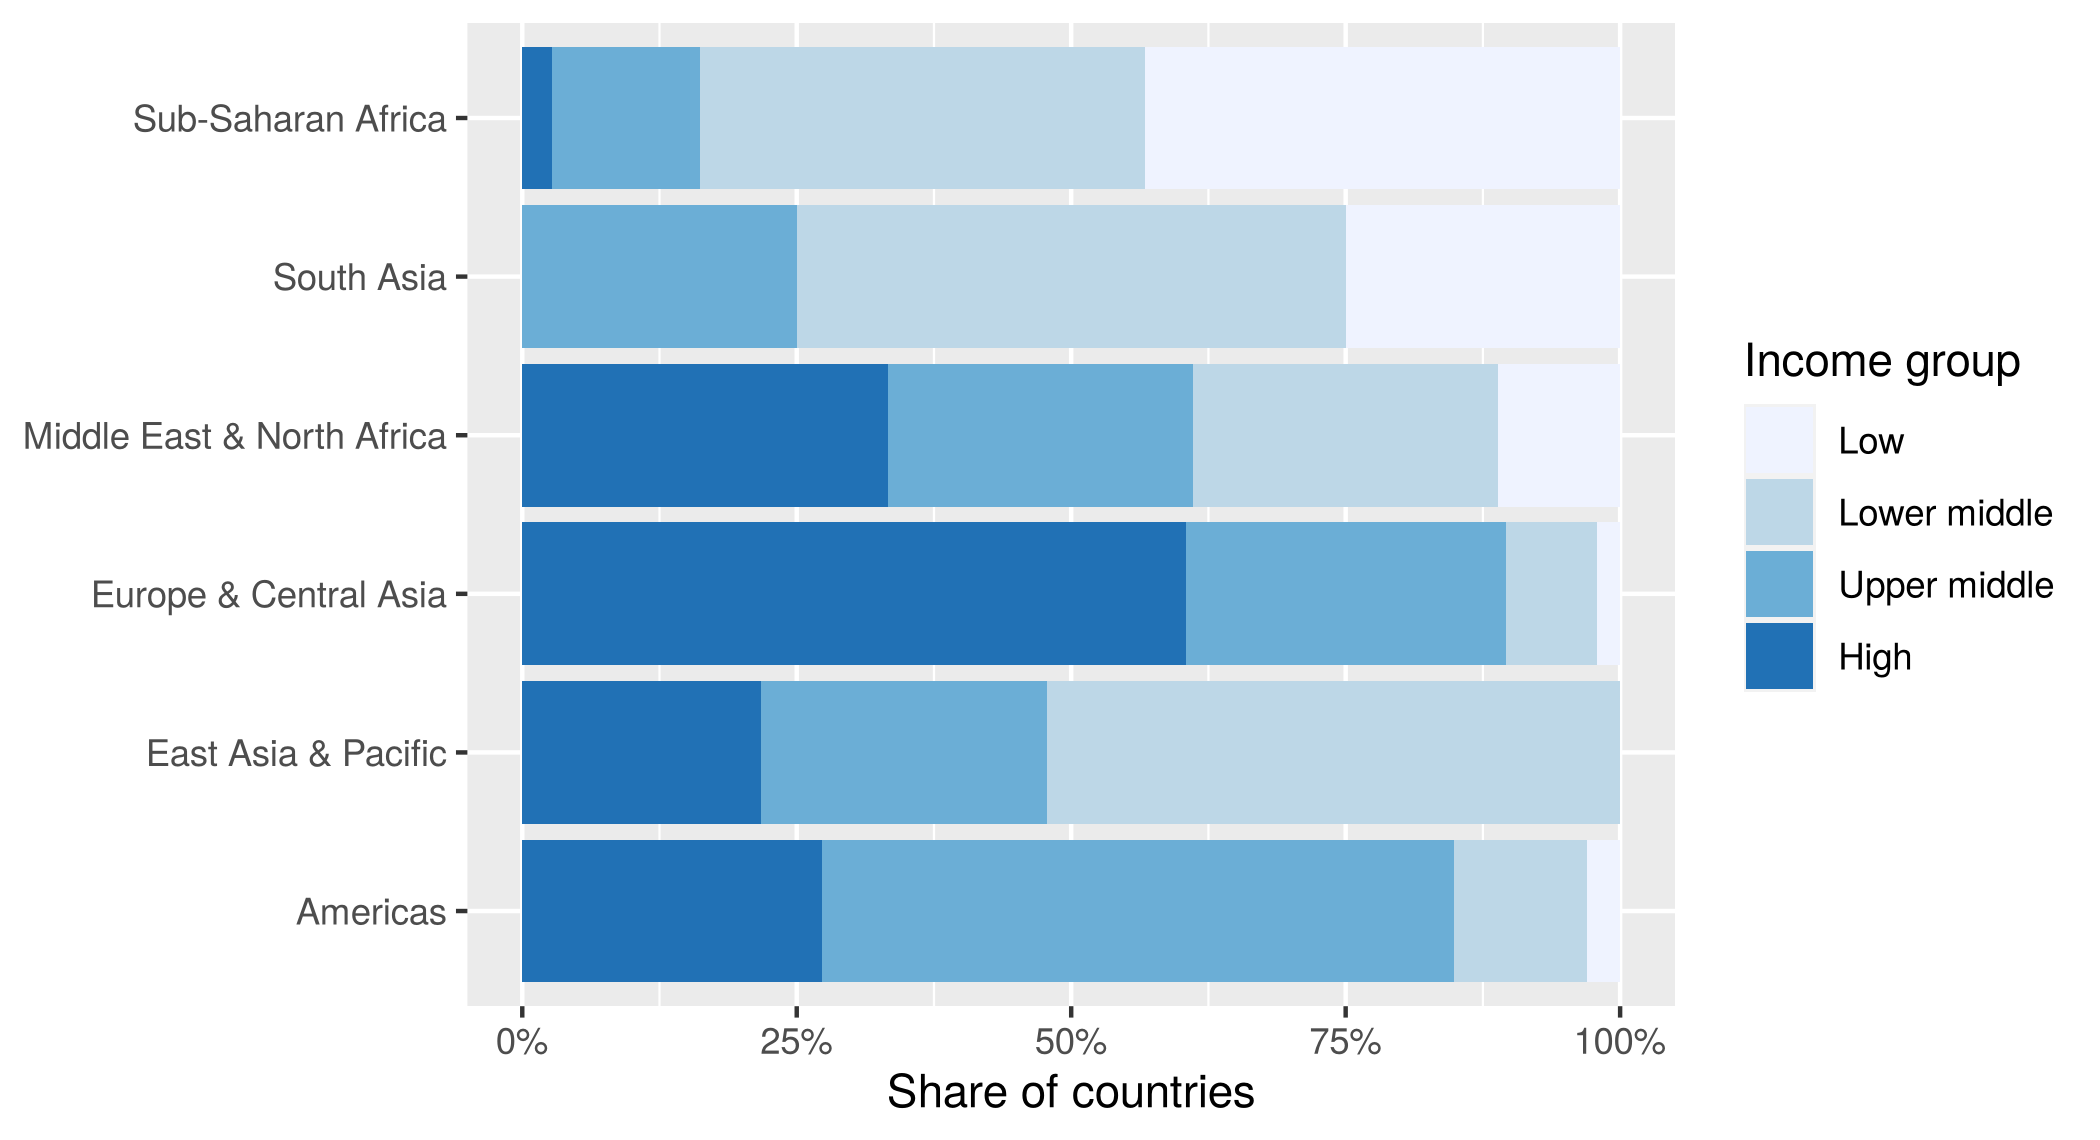 Sub-Saharan Africa
South Asia
Middle East & North Africa
Europe & Central Asia
East Asia & Pacific
Americas
0% 25% 50% 75% 100%
Share of countries
Income group
Low
Lower middle
Upper middle
High